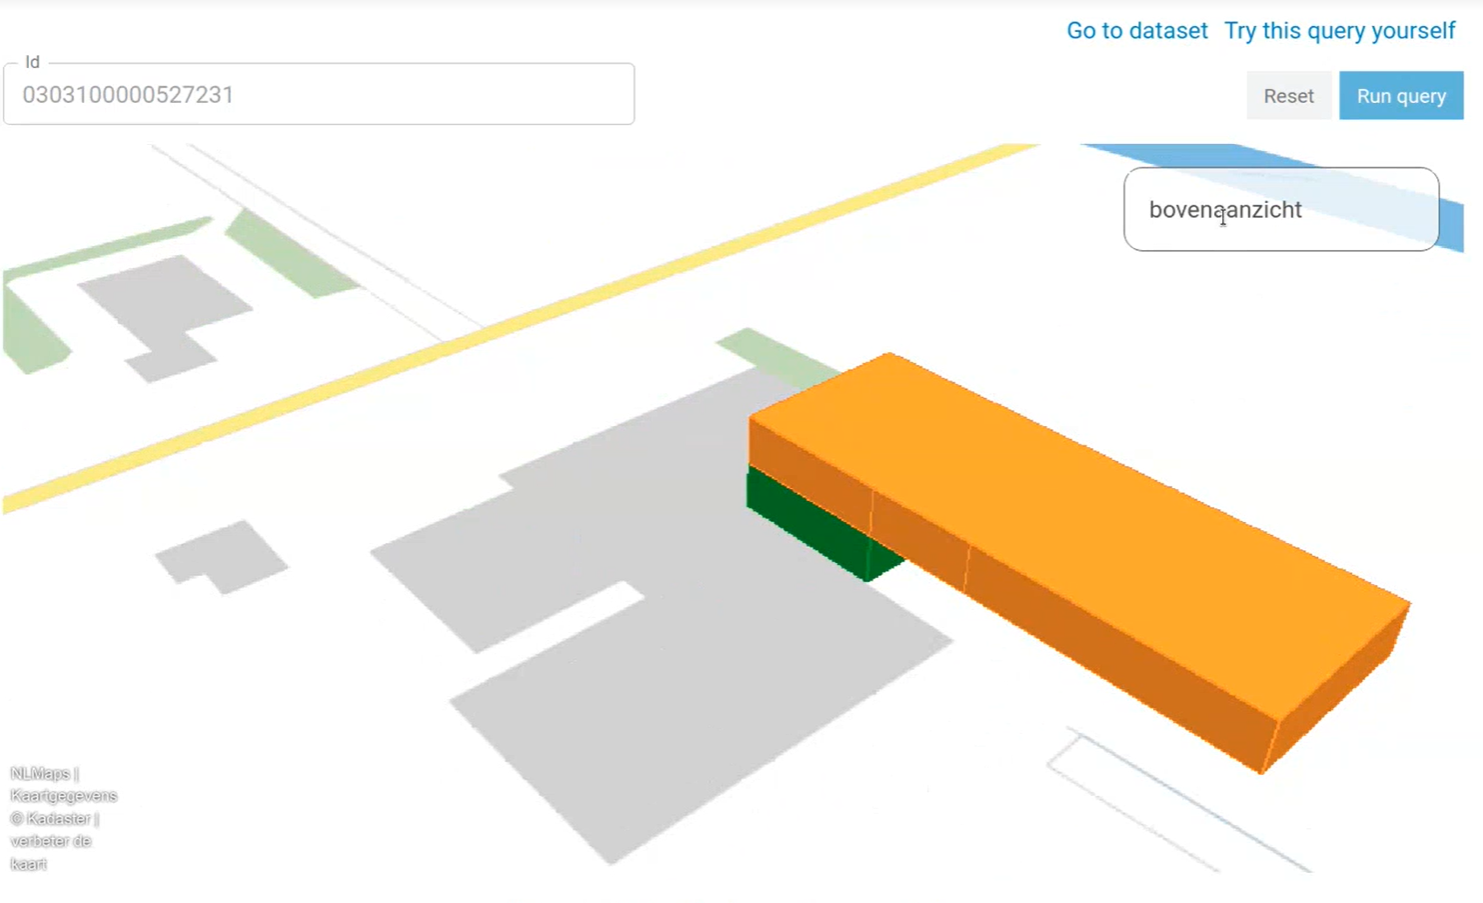 Go to dataset Try this query yourself
Id
0303100000527231
Reset Run query
bovenaanzicht
NLMaps |
Kaartgegevens
© Kadaster |
verbeter de
kaart